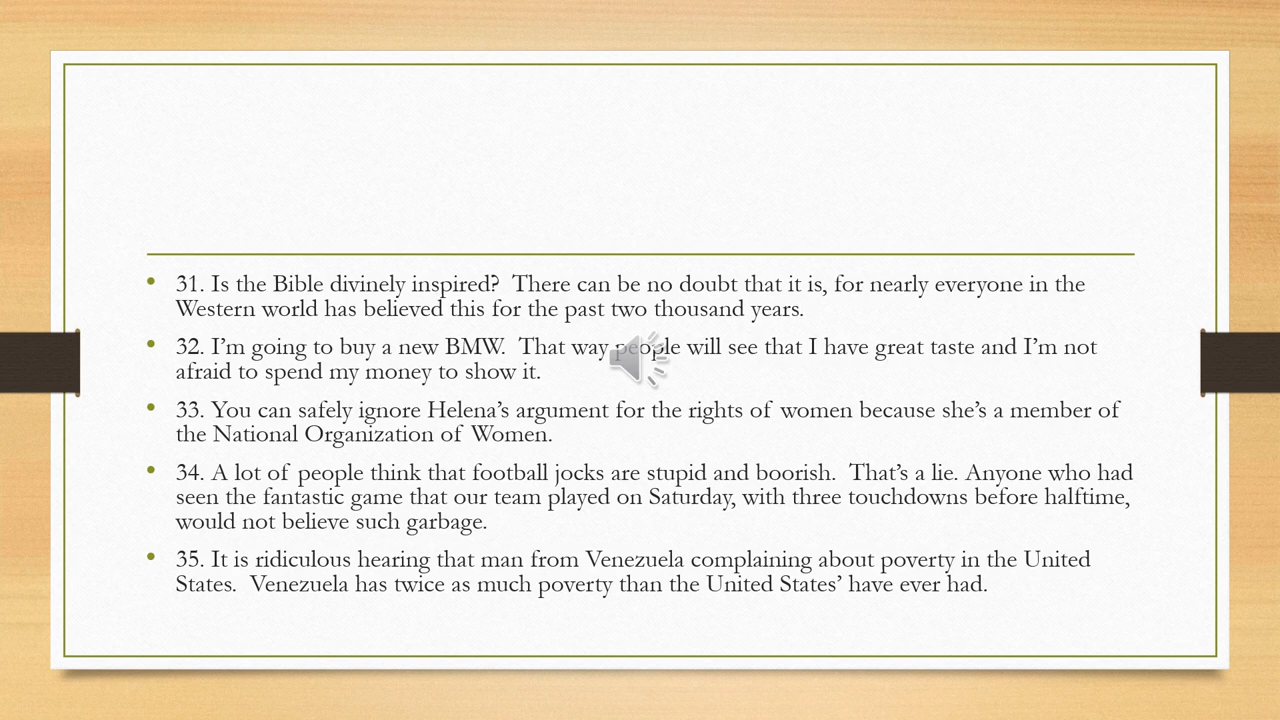 • 31. Is the Bible divinely inspired?  There can be no doubt that it is, for nearly everyone in the
Western world has believed this for the past two thousand years.
• 32. I’m going to buy a new BMW.  That way people will see that I have great taste and I’m not
afraid to spend my money to show it.
• 33. You can safely ignore Helena’s argument for the rights of women because she’s a member of
the National Organization of Women.
• 34. A lot of people think that football jocks are stupid and boorish.  That’s a lie. Anyone who had
seen the fantastic game that our team played on Saturday, with three touchdowns before halftime,
would not believe such garbage.
• 35. It is ridiculous hearing that man from Venezuela complaining about poverty in the United
States.  Venezuela has twice as much poverty than the United States’ have ever had.